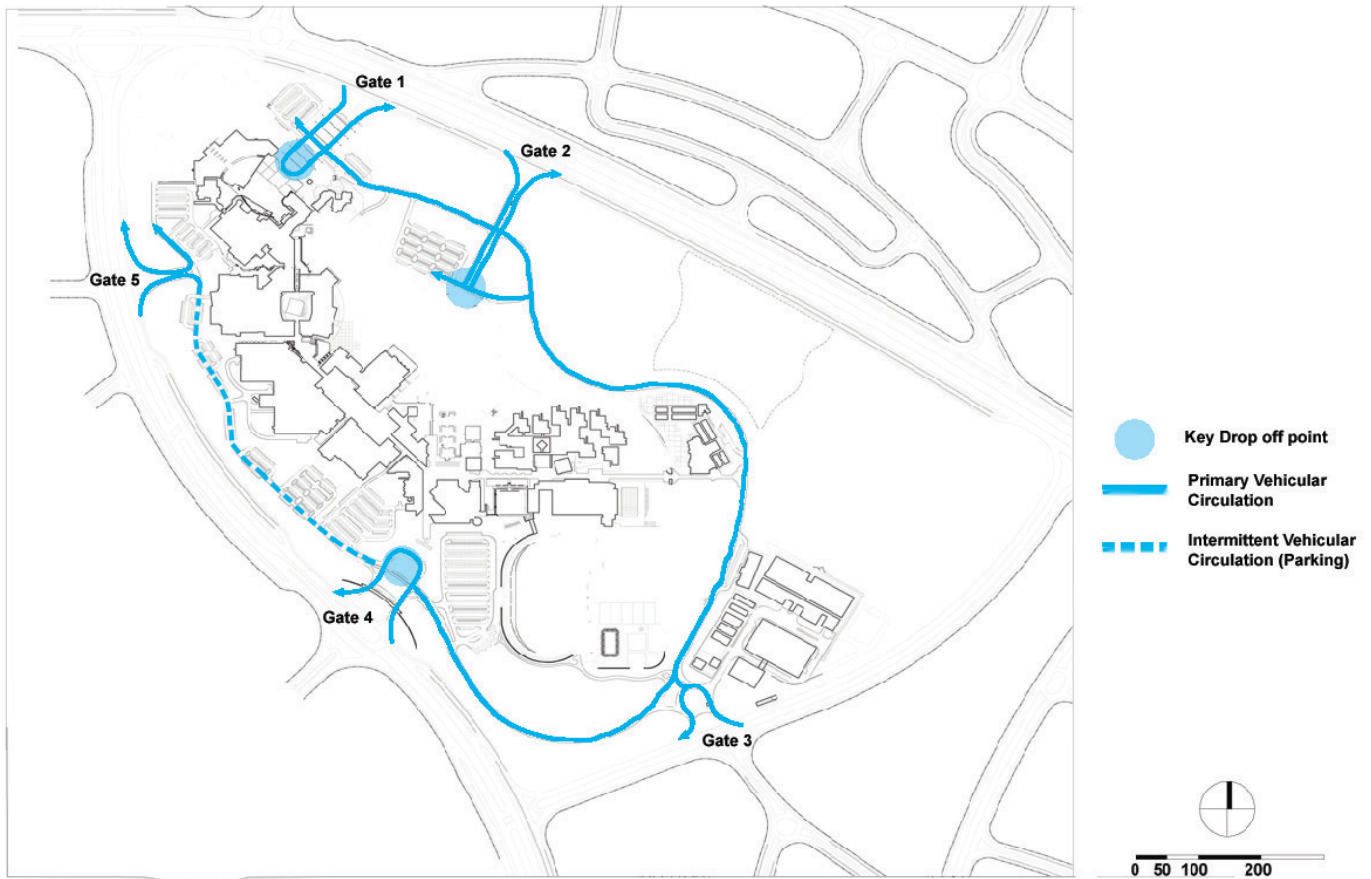 Gate 1
Gate 2
Gate 5
Gate 4
Gate 3
Key Drop off point
Primary Vehicular
Circulation
Intermittent Vehicular
Circulation (Parking)
0 50 100 200